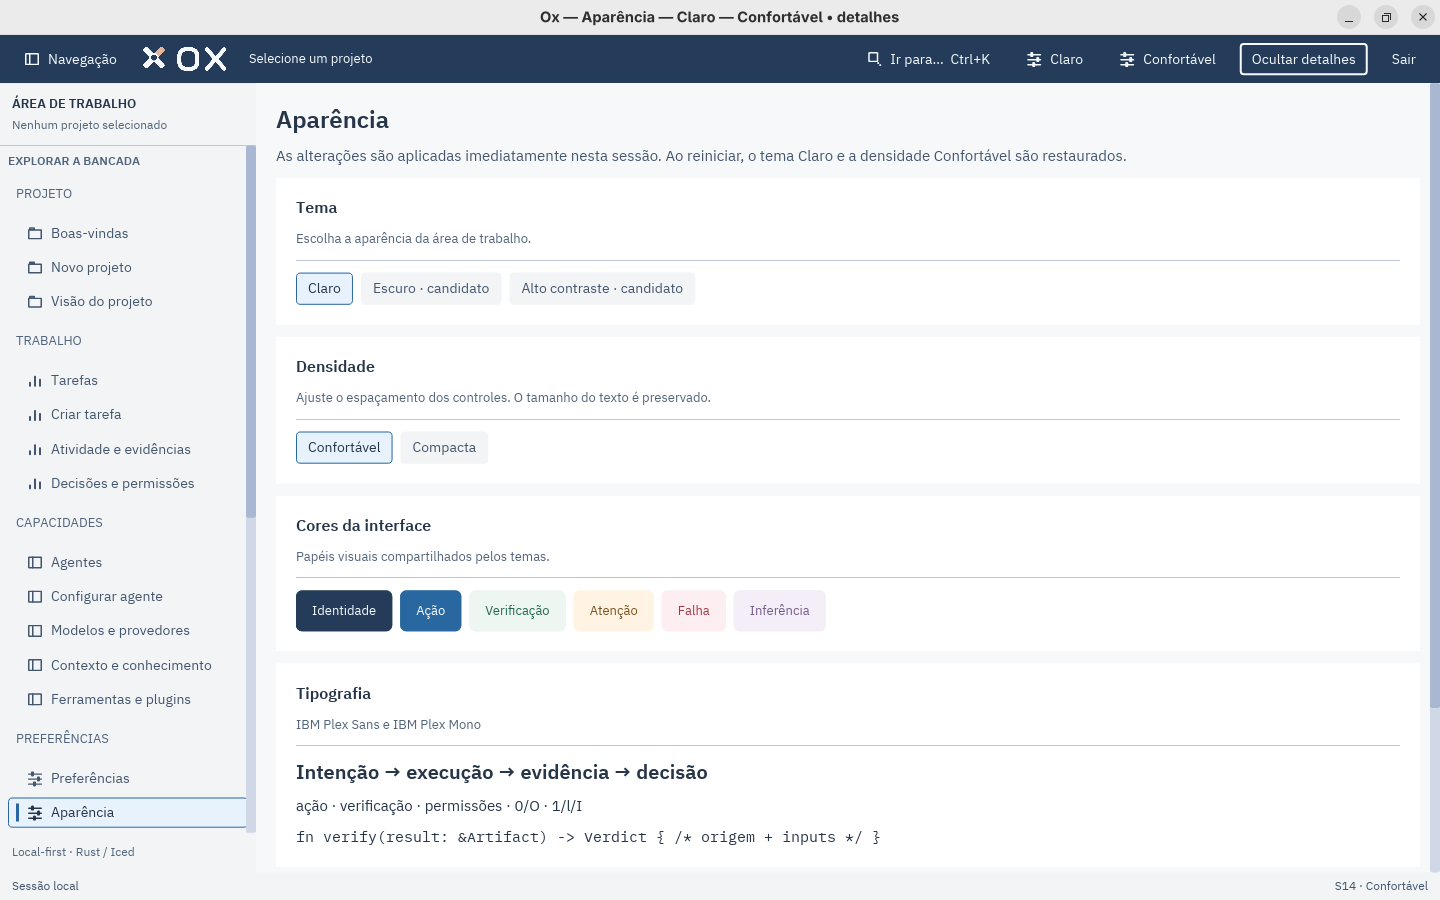 Ox — Aparência — Claro — Confortável • detalhes
Navegação
OX
Selecione um projeto
Ir para... Ctrl+K
Claro
Confortável
Ocultar detalhes
Sair
ÁREA DE TRABALHO
Nenhum projeto selecionado
EXPLORAR A BANCADA
PROJETO
Boas-vindas
Novo projeto
Visão do projeto
TRABALHO
Tarefas
Criar tarefa
Atividade e evidências
Decisões e permissões
CAPACIDADES
Agentes
Configurar agente
Modelos e provedores
Contexto e conhecimento
Ferramentas e plugins
PREFERÊNCIAS
Preferências
Aparência
Local-first · Rust / Iced
Aparência
As alterações são aplicadas imediatamente nesta sessão. Ao reiniciar, o tema Claro e a densidade Confortável são restaurados.
Tema
Escolha a aparência da área de trabalho.
Claro
Escuro · candidato
Alto contraste · candidato
Densidade
Ajuste o espaçamento dos controles. O tamanho do texto é preservado.
Confortável
Compacta
Cores da interface
Papéis visuais compartilhados pelos temas.
Identidade
Ação
Verificação
Atenção
Falha
Inferência
Tipografia
IBM Plex Sans e IBM Plex Mono
Intenção → execução → evidência → decisão
ação · verificação · permissões · 0/O · 1/l/I
fn verify(result: &Artifact) -> Verdict { /* origem + inputs */ }
Sessão local
S14 · Confortável